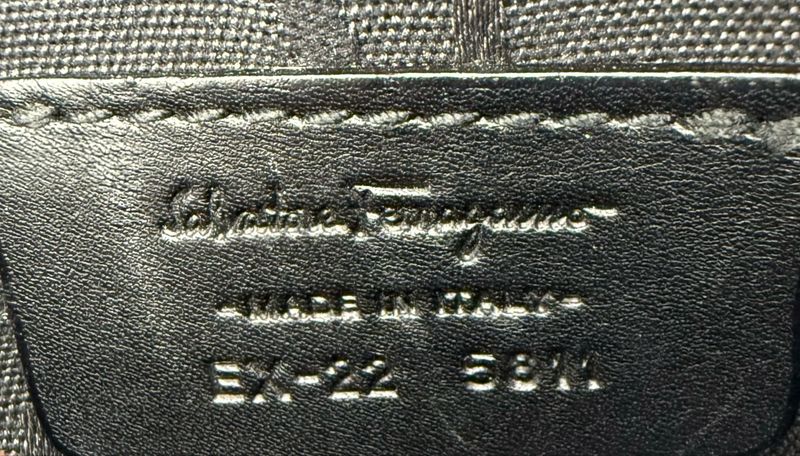 Salvatore Ferragamo
-MADE IN ITALY-
EX-22 5811